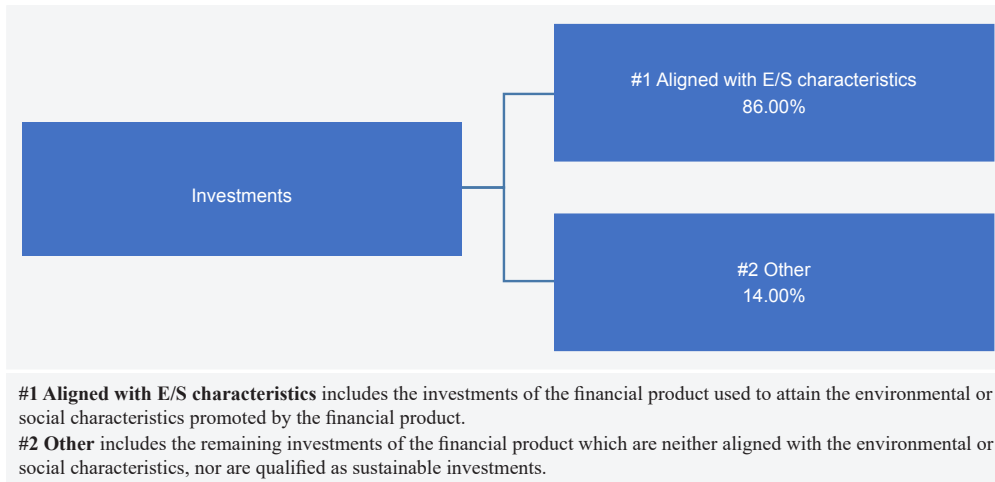 #1 Aligned with E/S characteristics
86.00%
Investments
#2 Other
14.00%
#1 Aligned with E/S characteristics includes the investments of the financial product used to attain the environmental or
social characteristics promoted by the financial product.
#2 Other includes the remaining investments of the financial product which are neither aligned with the environmental or
social characteristics, nor are qualified as sustainable investments.